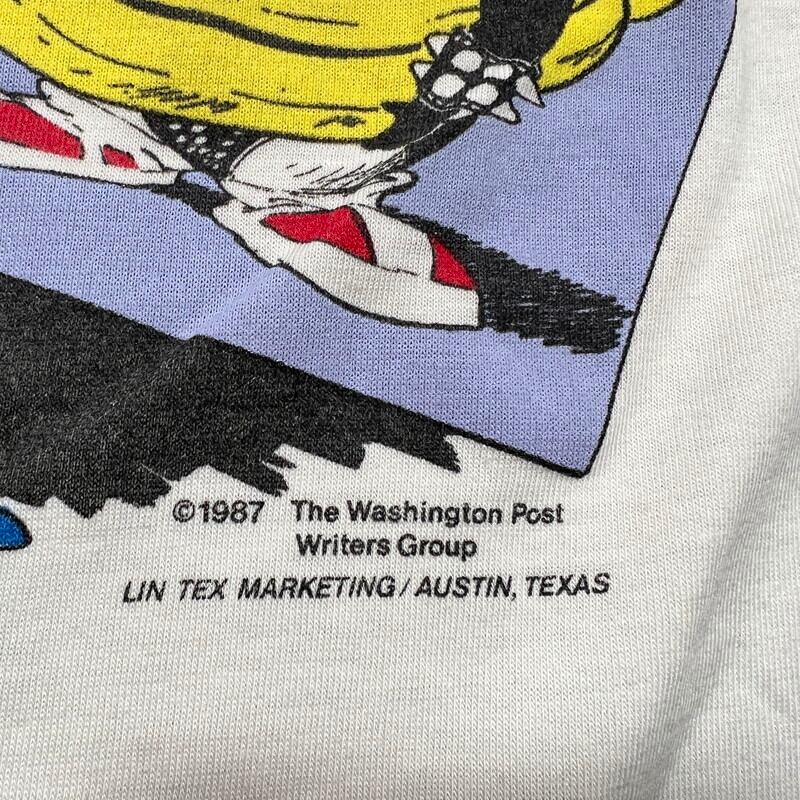 ©1987 The Washington Post
Writers Group
LIN TEX MARKETING/AUSTIN, TEXAS